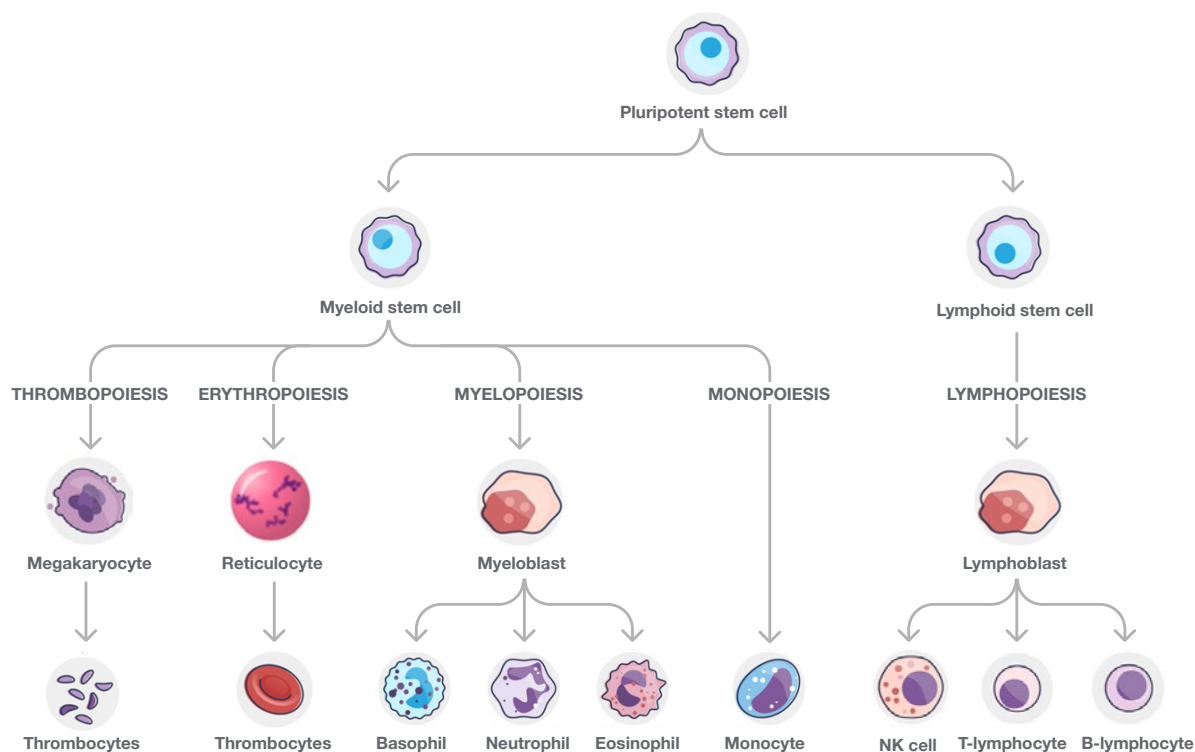 Pluripotent stem cell
Myeloid stem cell
Lymphoid stem cell
THROMBOPOIESIS
ERYTHROPOIESIS
MYELOPOIESIS
MONOPOIESIS
LYMPHOPOIESIS
Megakaryocyte
Reticulocyte
Myeloblast
Lymphoblast
Thrombocytes
Thrombocytes
Basophil
Neutrophil
Eosinophil
Monocyte
NK cell
T-lymphocyte
B-lymphocyte